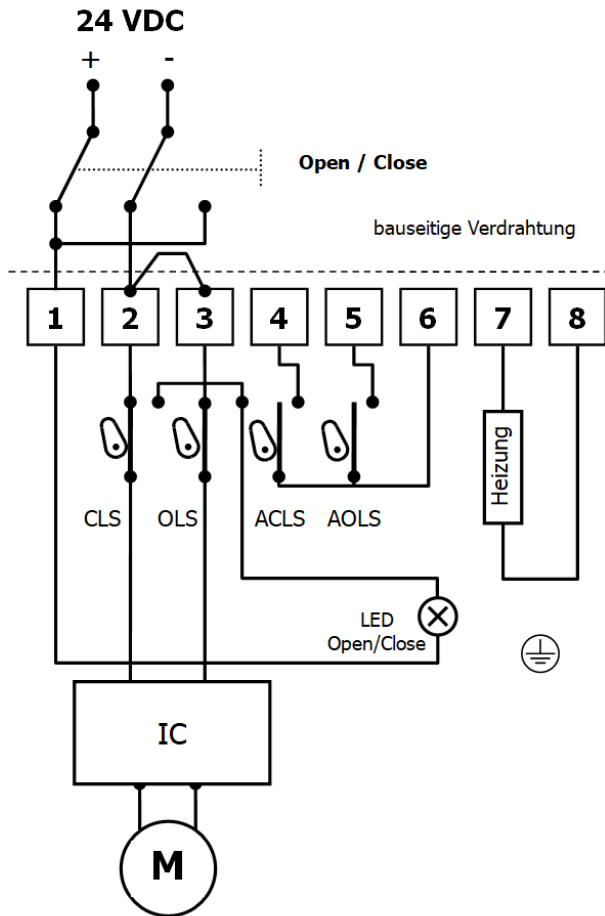 24 VDC
+ -
Open / Close
bauseitige Verdrahtung
1 2 3 4 5 6 7 8
Heizung
CLS OLS ACLS AOLS
LED
Open/Close
IC
M